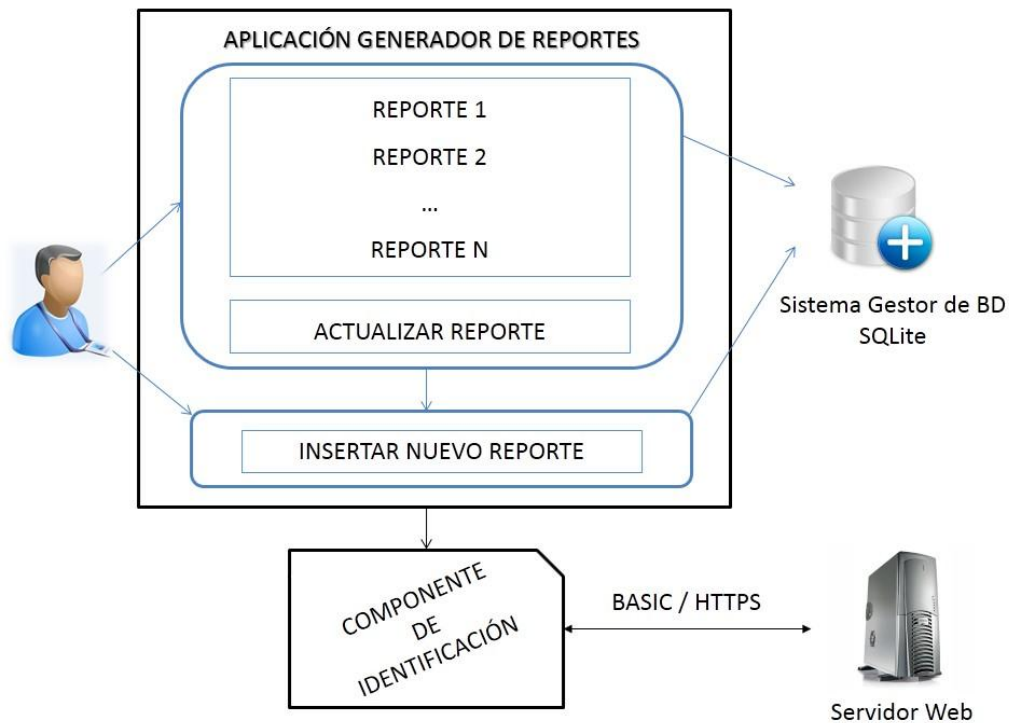 APLICACIÓN GENERADOR DE REPORTES
REPORTE 1
REPORTE 2
...
REPORTE N
ACTUALIZAR REPORTE
INSERTAR NUEVO REPORTE
Sistema Gestor de BD
SQLite
COMPONENTE
DE
IDENTIFICACIÓN
BASIC / HTTPS
Servidor Web